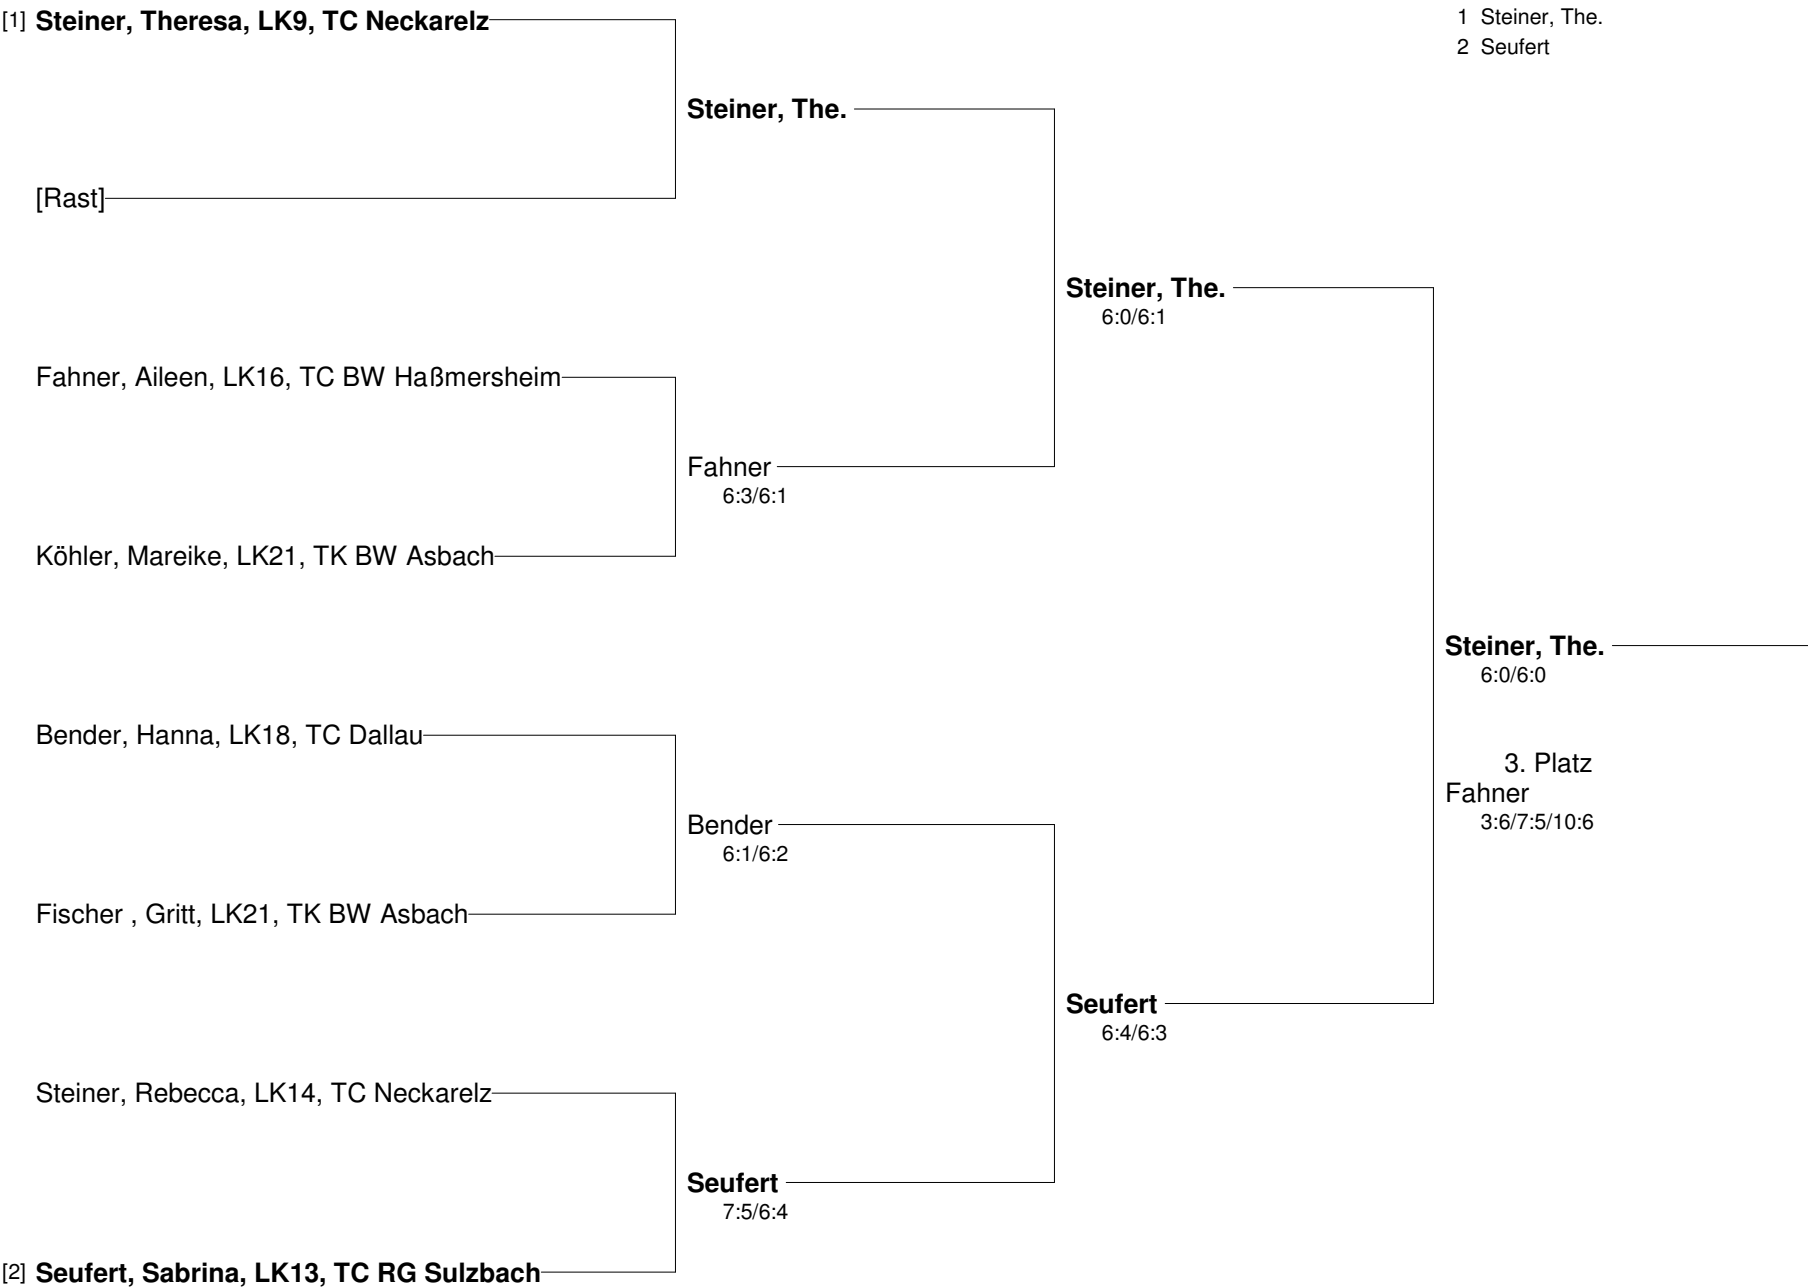 [1] Steiner, Theresa, LK9, TC Neckarelz
1 Steiner, The.
2 Seufert
Steiner, The.
[Rast]
Steiner, The.
6:0/6:1
Fahner, Aileen, LK16, TC BW Haßmersheim
Fahner
6:3/6:1
Köhler, Mareike, LK21, TK BW Asbach
Steiner, The.
6:0/6:0
Bender, Hanna, LK18, TC Dallau
3. Platz
Fahner
3:6/7:5/10:6
Bender
6:1/6:2
Fischer , Gritt, LK21, TK BW Asbach
Seufert
6:4/6:3
Steiner, Rebecca, LK14, TC Neckarelz
Seufert
7:5/6:4
[2] Seufert, Sabrina, LK13, TC RG Sulzbach